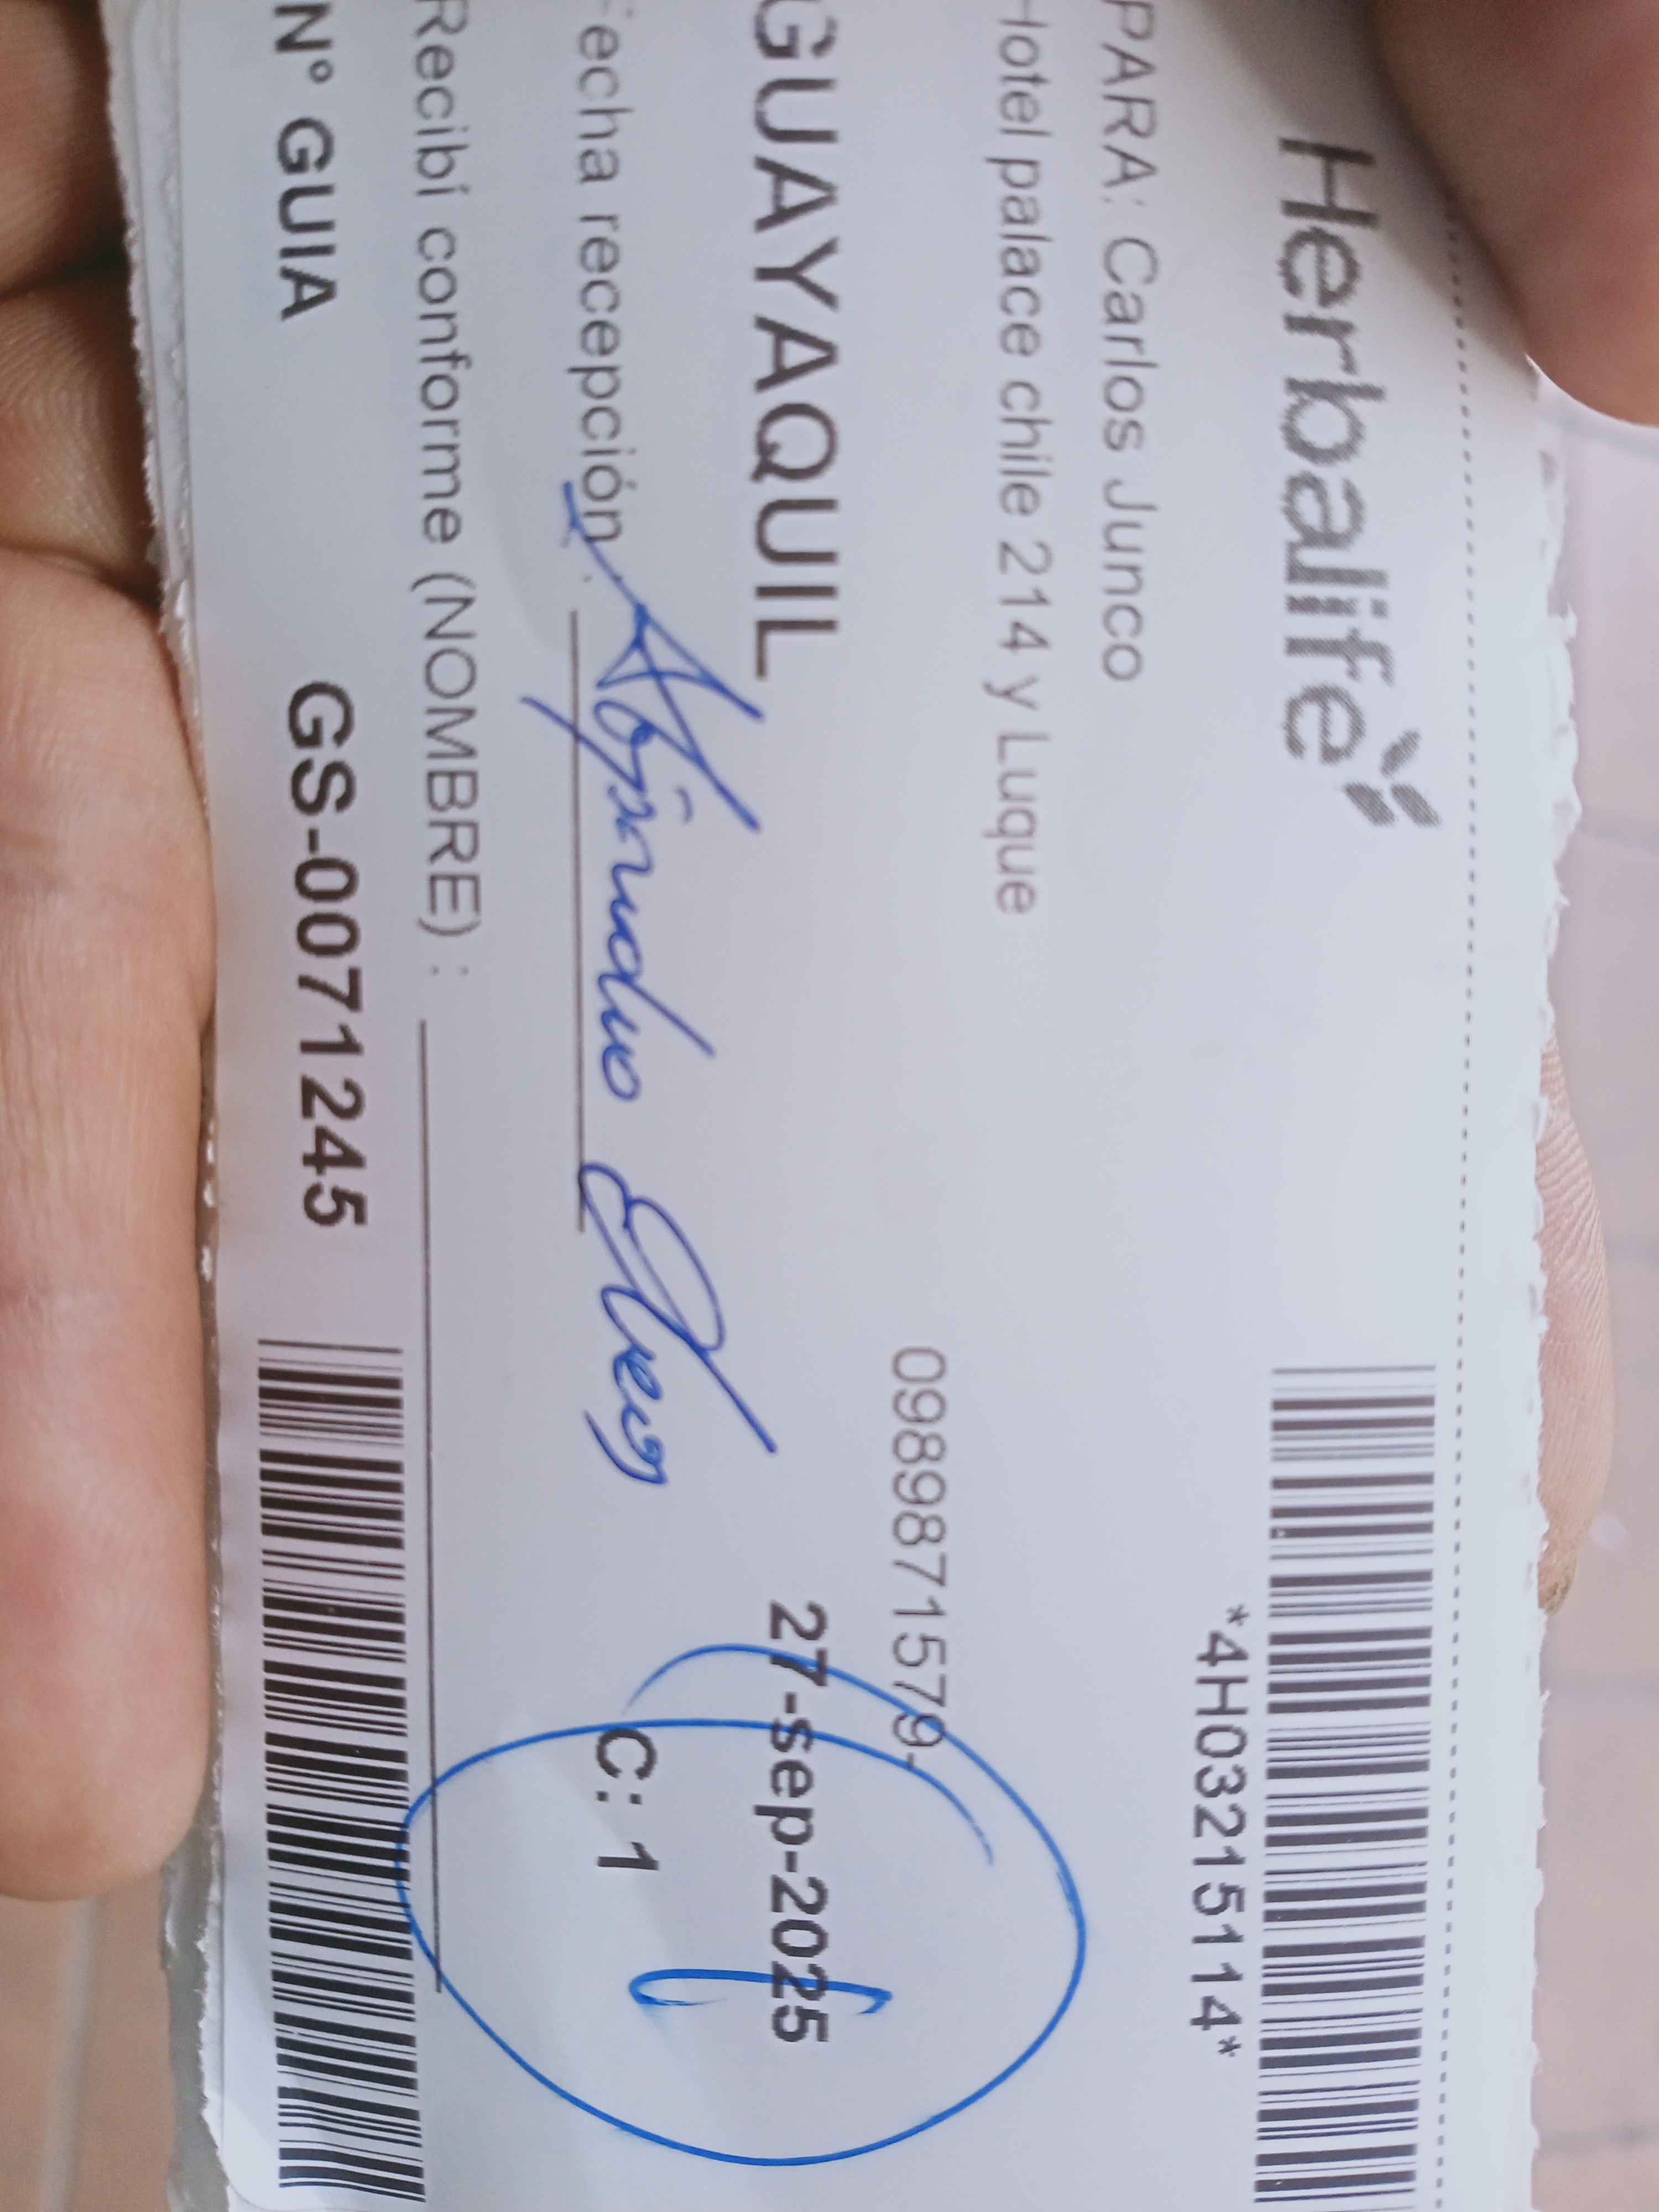 Herbalife
*4H03215114*
PARA: Carlos Junco
Hotel palace chile 214 y Luque
0989871579-
GUAYAQUIL 27-sep-2025
Fecha recepción : C: 1
Recibí conforme (NOMBRE) :
N° GUIA GS-0071245